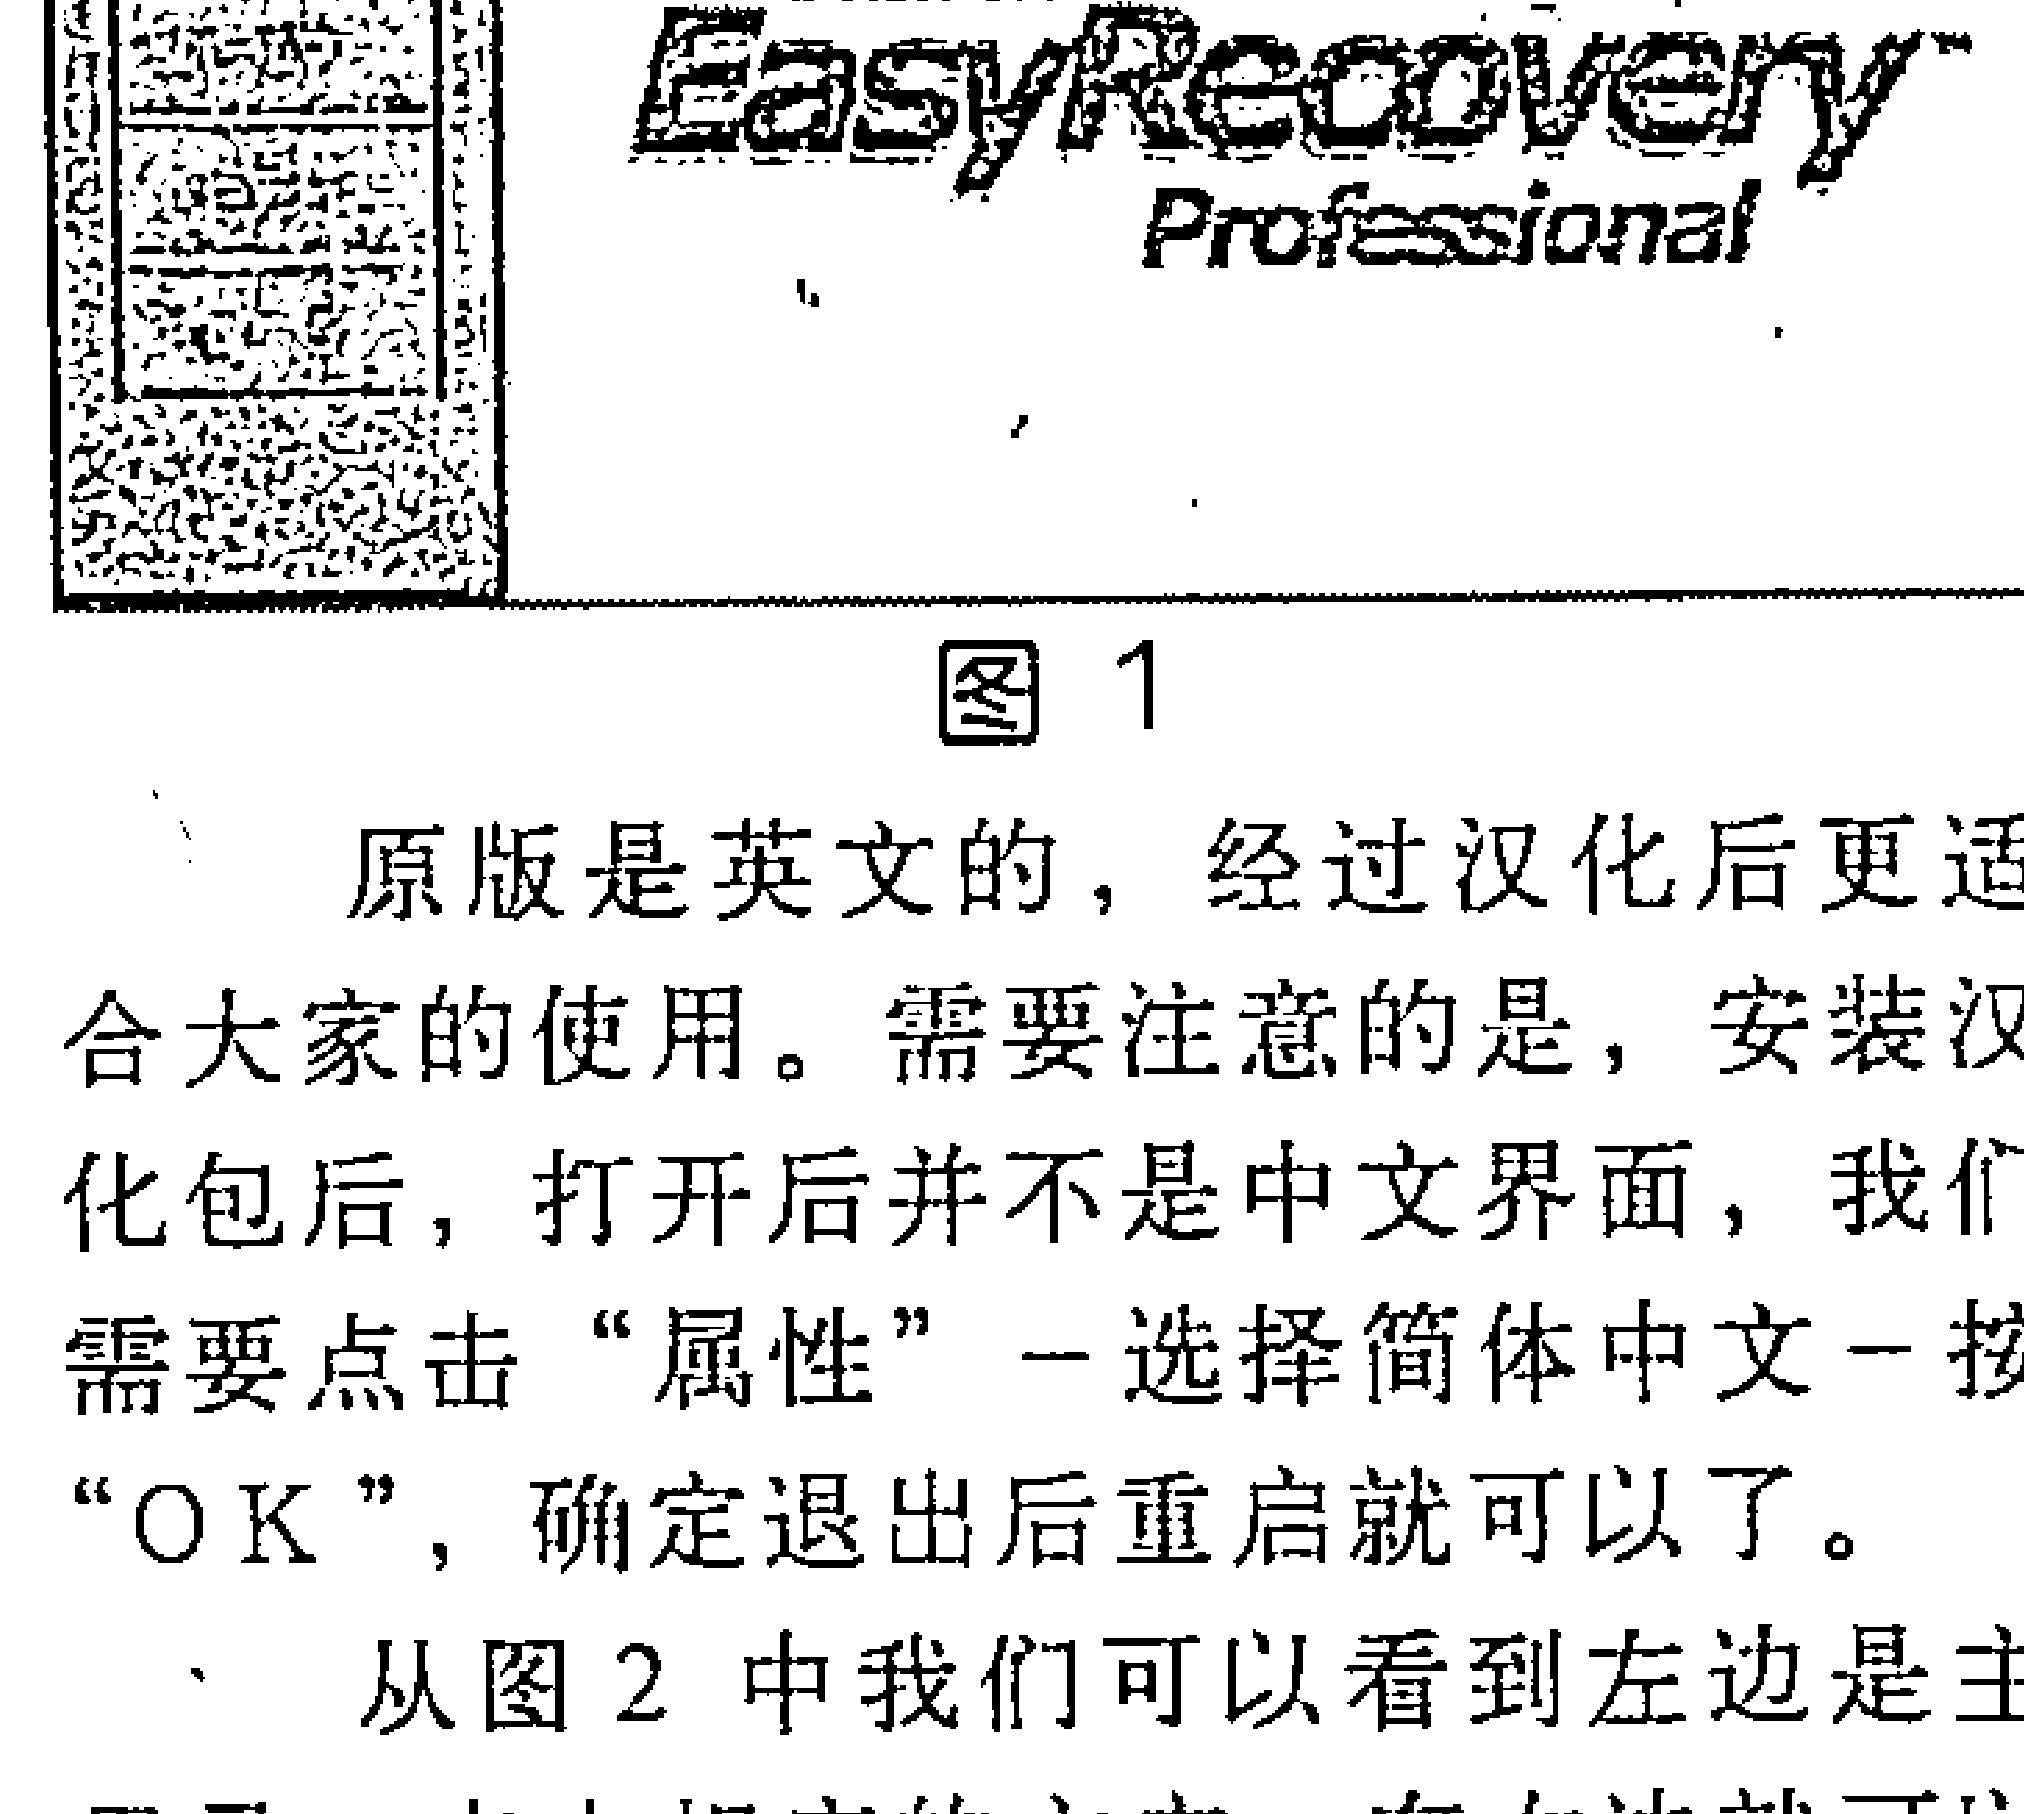 EasyRecovery™
Professional
图 1
原版是英文的，经过汉化后更适
合大家的使用。需要注意的是，安装汉
化包后，打开后并不是中文界面，我们
需要点击“属性”－选择简体中文－按
“OK”，确定退出后重启就可以了。
从图2 中我们可以看到左边是主